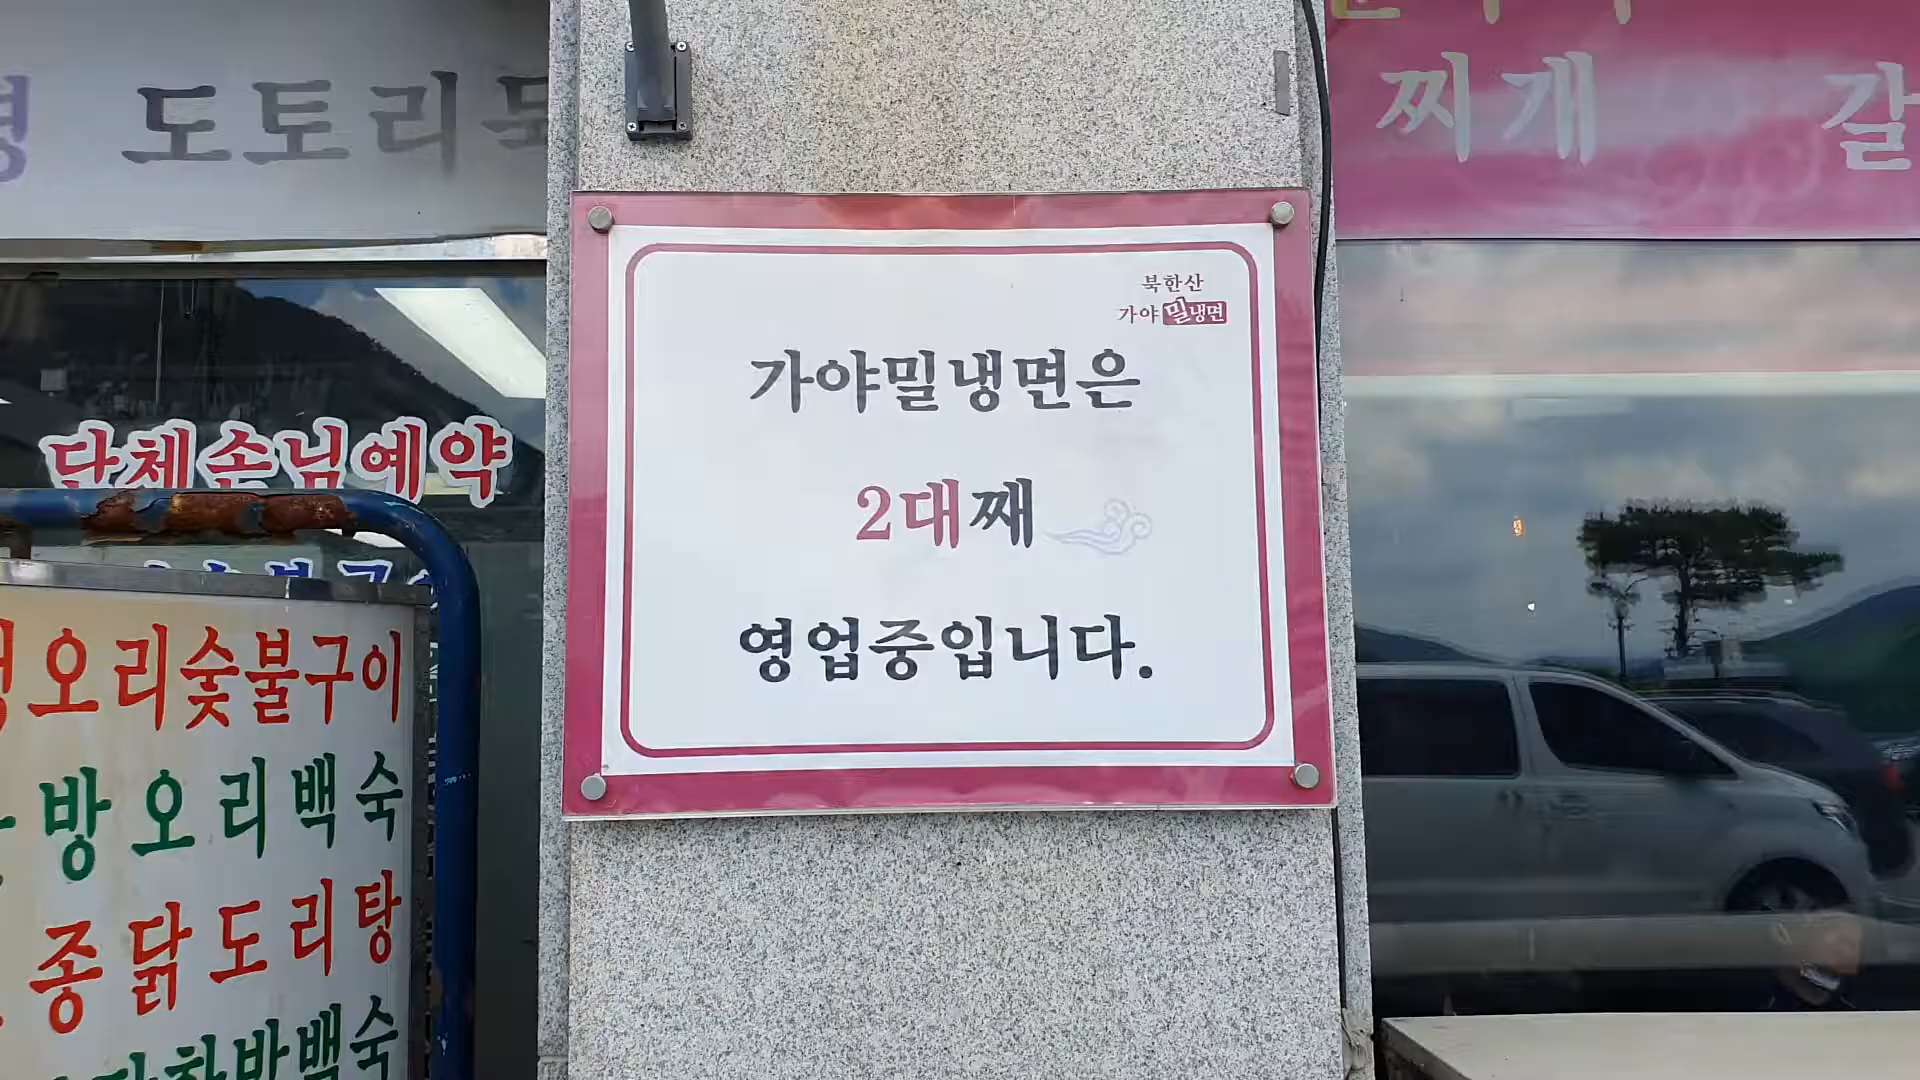 도토리
찌개 갈
북한산
가야 밀냉면
가야밀냉면은
2대째
영업중입니다.
단체손님예약
오리숯불구이
방오리백숙
종닭도리탕
한방백숙